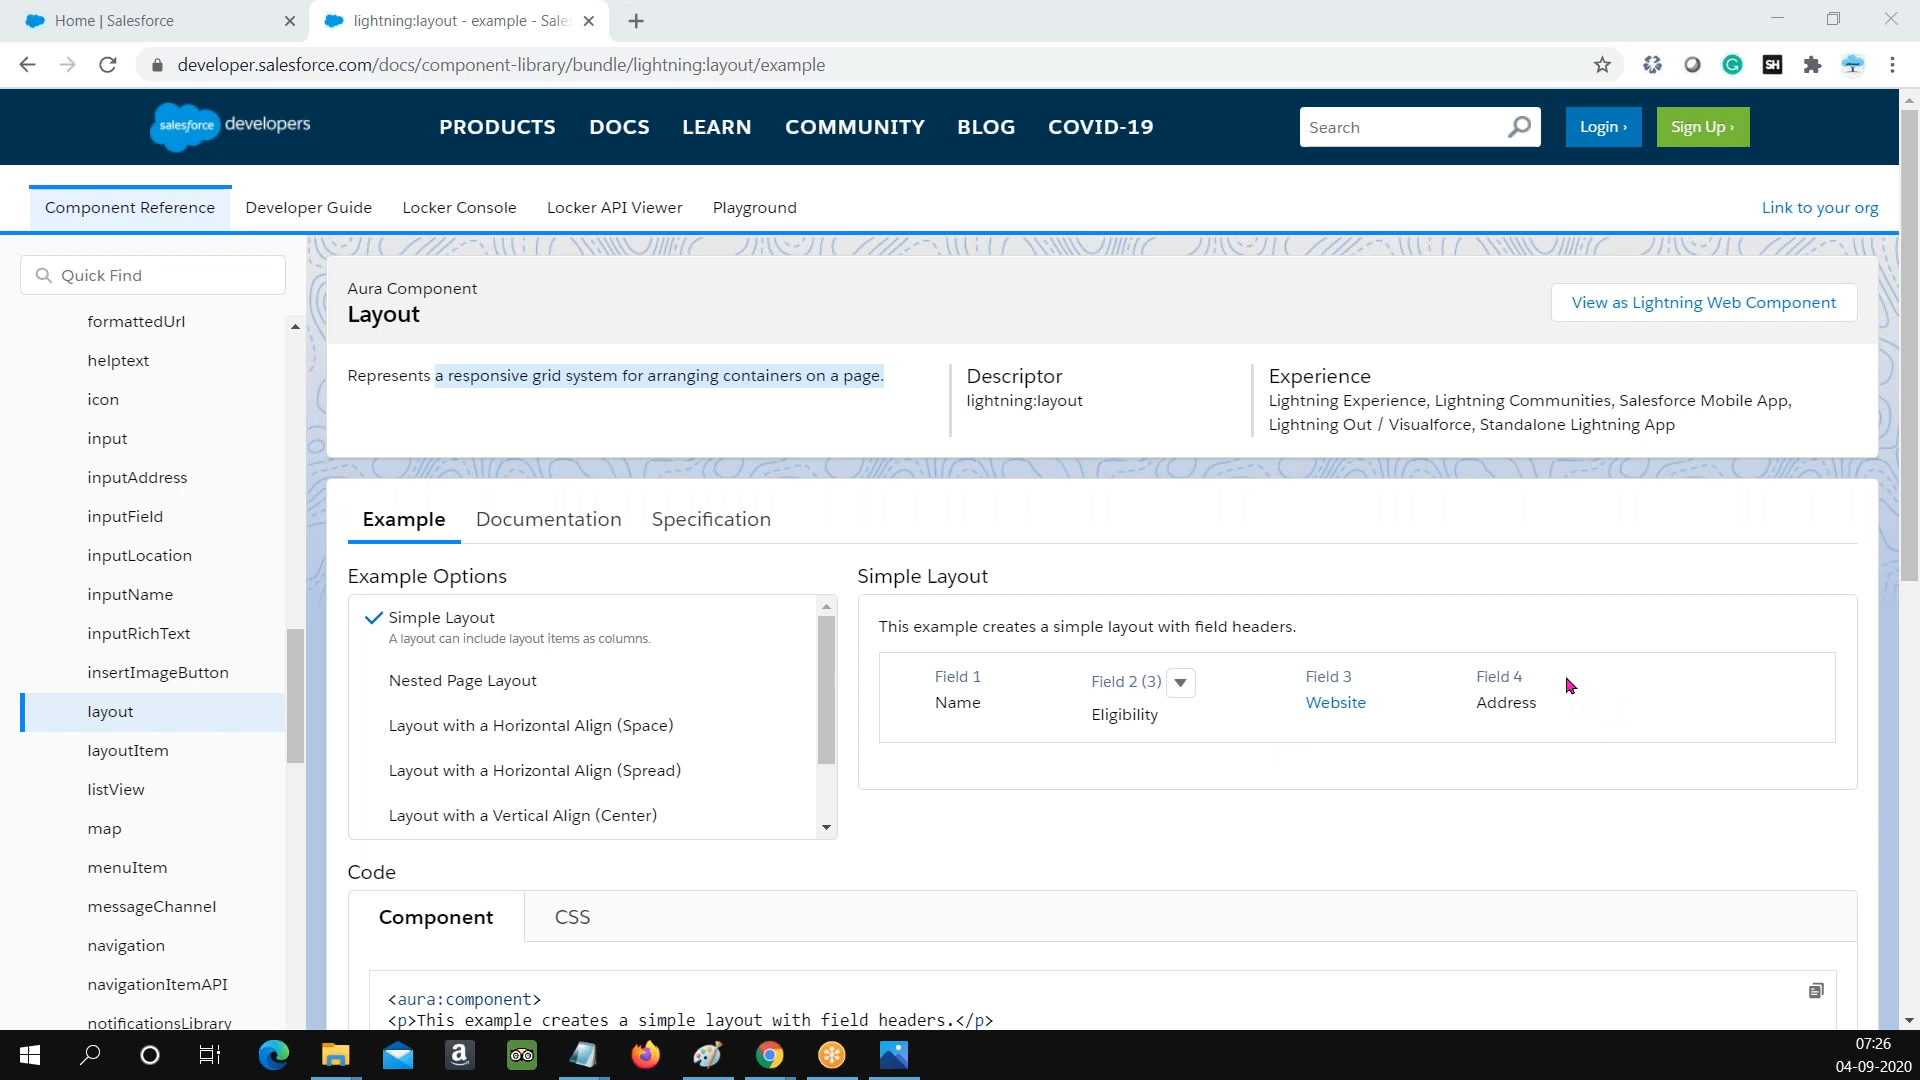 Home | Salesforce
lightning:layout - example - Sale
developer.salesforce.com/docs/component-library/bundle/lightning:layout/example
SH
salesforce developers
PRODUCTS DOCS LEARN COMMUNITY BLOG COVID-19
Search
Login ›
Sign Up ›
Component Reference Developer Guide Locker Console Locker API Viewer Playground
Link to your org
Quick Find
formattedUrl
helptext
icon
input
inputAddress
inputField
inputLocation
inputName
inputRichText
insertImageButton
layout
layoutItem
listView
map
menuItem
messageChannel
navigation
navigationItemAPI
notificationsLibrary
Aura Component
Layout
View as Lightning Web Component
Represents a responsive grid system for arranging containers on a page.
Descriptor
lightning:layout
Experience
Lightning Experience, Lightning Communities, Salesforce Mobile App,
Lightning Out / Visualforce, Standalone Lightning App
Example Documentation Specification
Example Options
Simple Layout
A layout can include layout items as columns.
Nested Page Layout
Layout with a Horizontal Align (Space)
Layout with a Horizontal Align (Spread)
Layout with a Vertical Align (Center)
Simple Layout
This example creates a simple layout with field headers.
Field 1
Name
Field 2 (3)
Eligibility
Field 3
Website
Field 4
Address
Code
Component CSS
<aura:component>
<p>This example creates a simple layout with field headers.</p>
07:26
04-09-2020